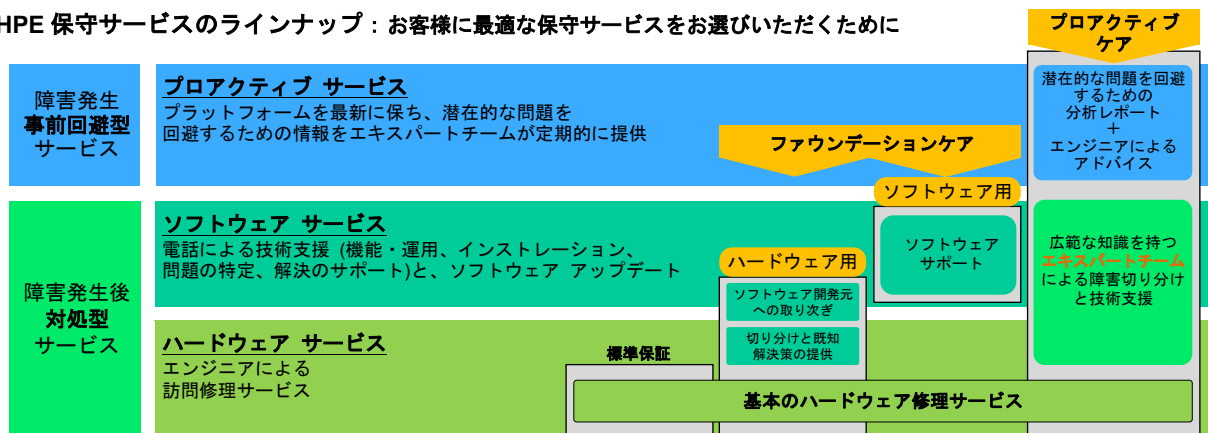 HPE 保守サービスのラインナップ：お客様に最適な保守サービスをお選びいただくために
プロアクティブ
ケア
障害発生
事前回避型
サービス
プロアクティブ サービス
プラットフォームを最新に保ち、潜在的な問題を
回避するための情報をエキスパートチームが定期的に提供
潜在的な問題を回避
するための
分析レポート
＋
エンジニアによる
アドバイス
ファウンデーションケア
ソフトウェア用
障害発生後
対処型
サービス
ソフトウェア サービス
電話による技術支援 (機能・運用、インストレーション、
問題の特定、解決のサポート)と、ソフトウェア アップデート
ソフトウェア
サポート
広範な知識を持つ
エキスパートチーム
による障害切り分け
と技術支援
ハードウェア用
ソフトウェア開発元
への取り次ぎ
切り分けと既知
解決策の提供
ハードウェア サービス
エンジニアによる
訪問修理サービス
標準保証
基本のハードウェア修理サービス